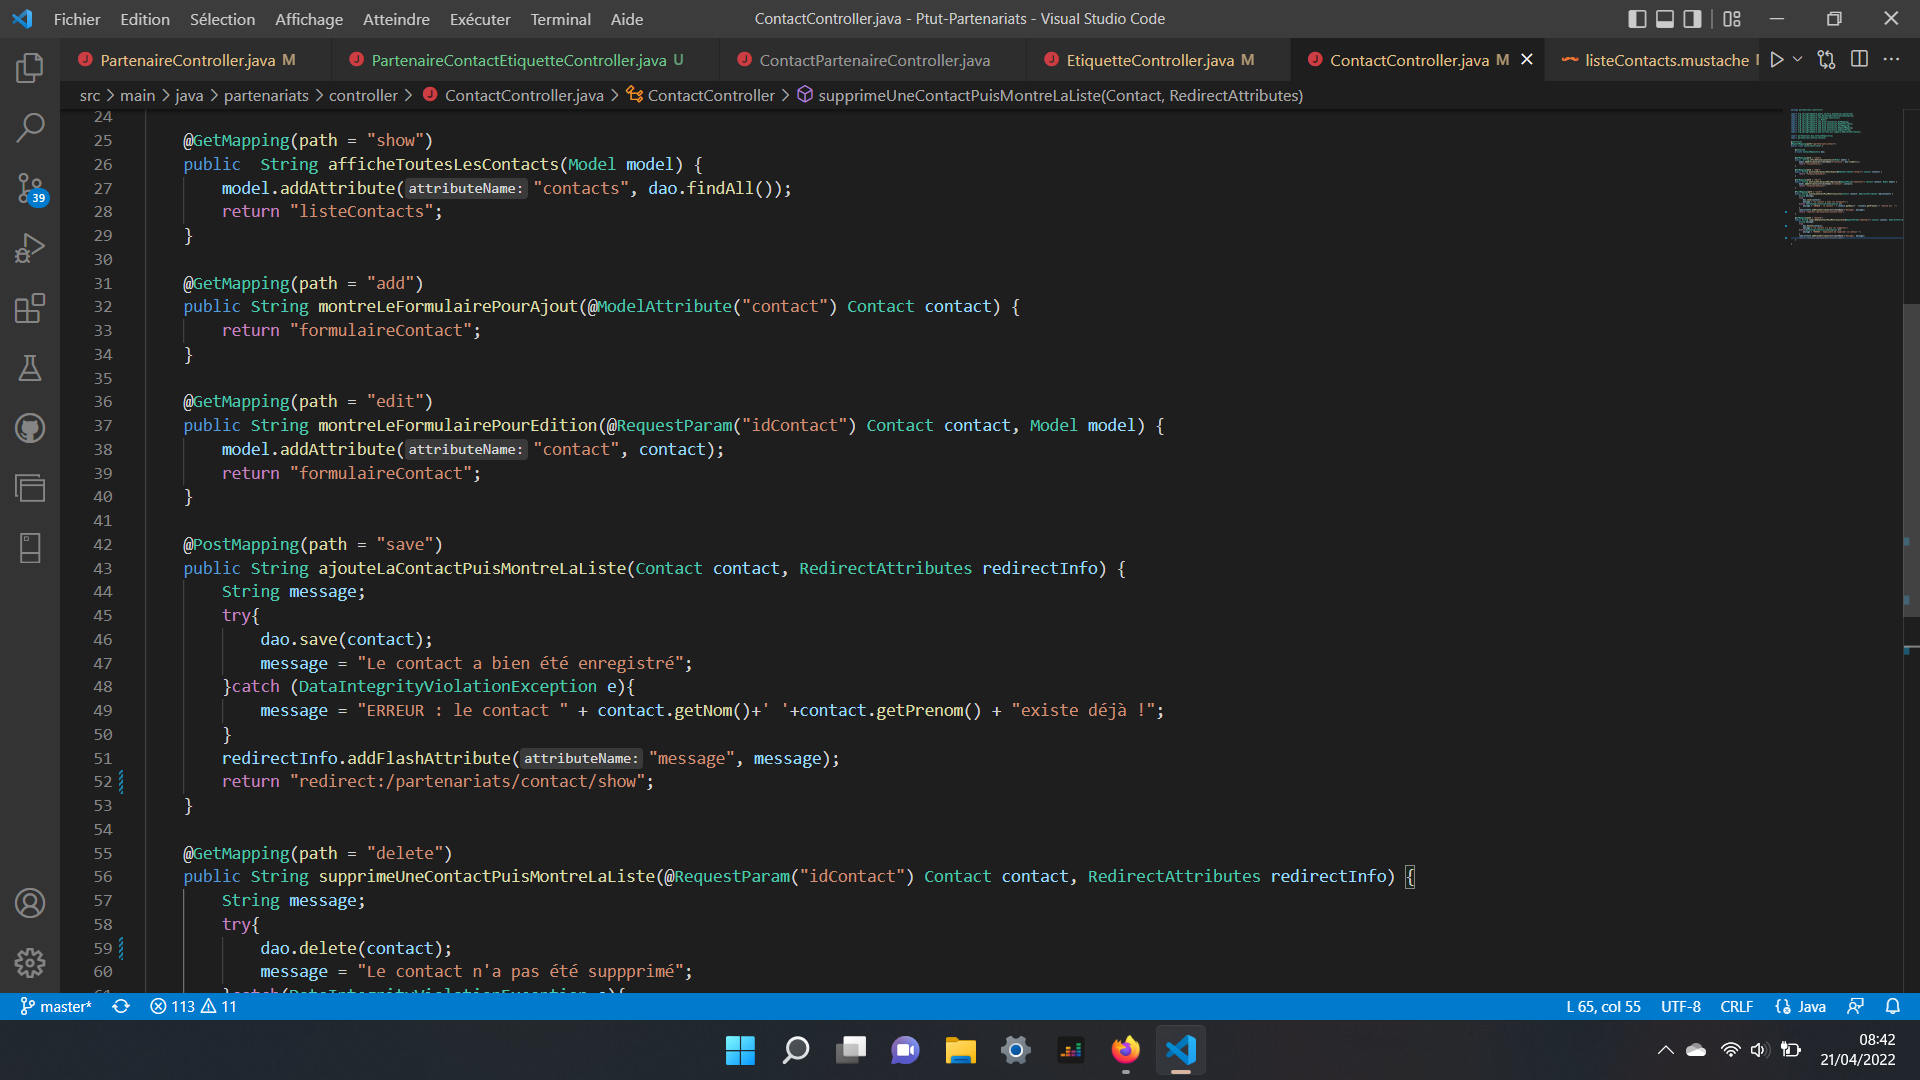 Fichier Edition Sélection Affichage Atteindre Exécuter Terminal Aide ContactController.java - Ptut-Partenariats - Visual Studio Code
PartenaireController.java M PartenaireContactEtiquetteController.java U ContactPartenaireController.java EtiquetteController.java M ContactController.java M listeContacts.mustache
src > main > java > partenariats > controller > ContactController.java > ContactController > supprimeUneContactPuisMontreLaListe(Contact, RedirectAttributes)
24
25 @GetMapping(path = "show")
26 public  String afficheToutesLesContacts(Model model) {
27 model.addAttribute(attributeName: "contacts", dao.findAll());
28 return "listeContacts";
29 }
30
31 @GetMapping(path = "add")
32 public String montreLeFormulairePourAjout(@ModelAttribute("contact") Contact contact) {
33 return "formulaireContact";
34 }
35
36 @GetMapping(path = "edit")
37 public String montreLeFormulairePourEdition(@RequestParam("idContact") Contact contact, Model model) {
38 model.addAttribute(attributeName: "contact", contact);
39 return "formulaireContact";
40 }
41
42 @PostMapping(path = "save")
43 public String ajouteLaContactPuisMontreLaListe(Contact contact, RedirectAttributes redirectInfo) {
44 String message;
45 try{
46 dao.save(contact);
47 message = "Le contact a bien été enregistré";
48 }catch (DataIntegrityViolationException e){
49 message = "ERREUR : le contact " + contact.getNom()+' '+contact.getPrenom() + "existe déjà !";
50 }
51 redirectInfo.addFlashAttribute(attributeName: "message", message);
52 return "redirect:/partenariats/contact/show";
53 }
54
55 @GetMapping(path = "delete")
56 public String supprimeUneContactPuisMontreLaListe(@RequestParam("idContact") Contact contact, RedirectAttributes redirectInfo) {
57 String message;
58 try{
59 dao.delete(contact);
60 message = "Le contact n'a pas été suppprimé";
61 }catch(DataIntegrityViolationException e){
39
master* 113 11 L 65, col 55 UTF-8 CRLF Java
08:42
21/04/2022